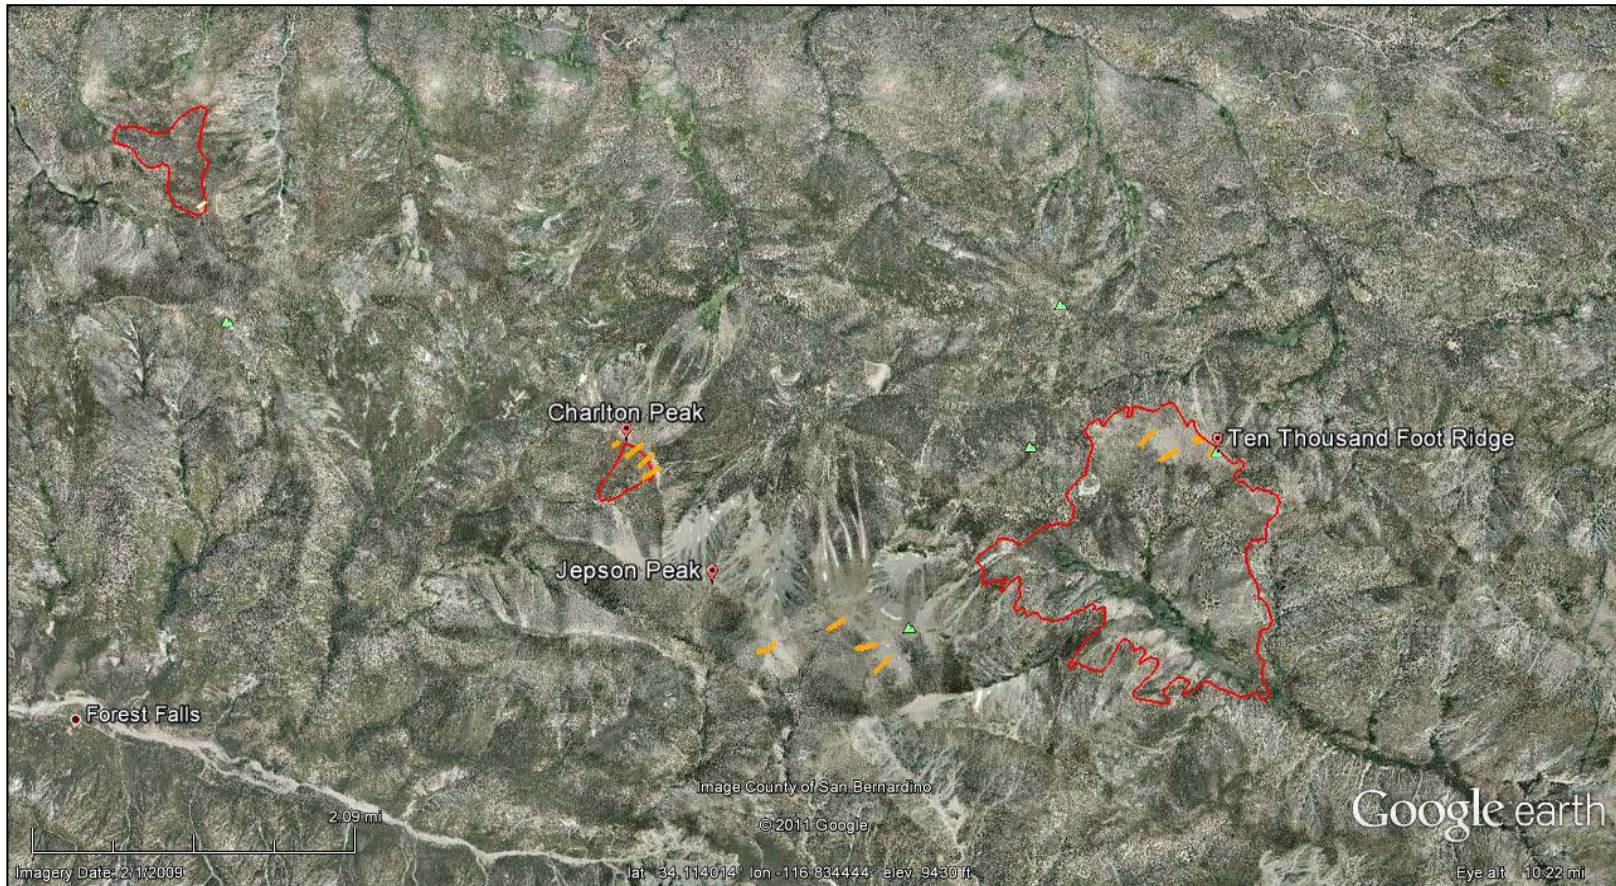 Charlton Peak
Ten Thousand Foot Ridge
Jepson Peak
Forest Falls
Image County of San Bernardino
© 2011 Google
Google earth
2.09 mi
Imagery Date: 2/1/2009
lat 34.114014° lon -116.834444° elev 9430 ft
Eye alt 10.22 mi